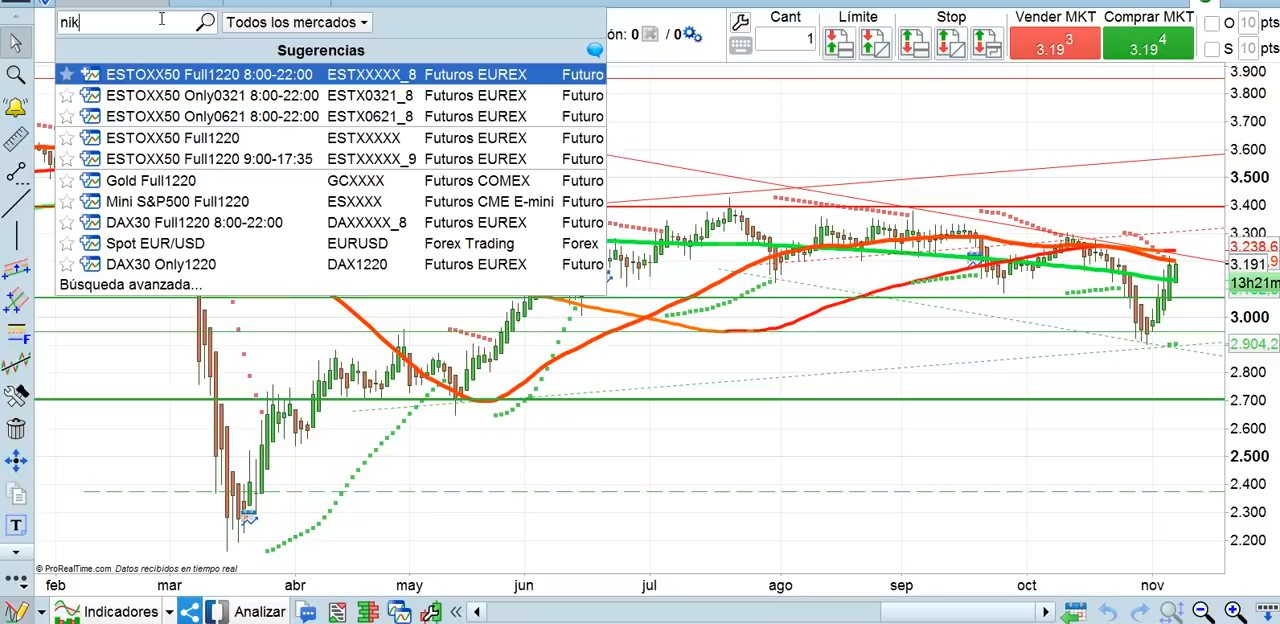 nik
Todos los mercados
ón: 0 / 0
Cant
1
Límite
Stop
Vender MKT
3.19 3
Comprar MKT
3.19 4
O 10 pts
S 10 pts
Sugerencias
ESTOXX50 Full1220 8:00-22:00 ESTXXXXX_8 Futuros EUREX Futuro
ESTOXX50 Only0321 8:00-22:00 ESTX0321_8 Futuros EUREX Futuro
ESTOXX50 Only0621 8:00-22:00 ESTX0621_8 Futuros EUREX Futuro
ESTOXX50 Full1220 ESTXXXXX Futuros EUREX Futuro
ESTOXX50 Full1220 9:00-17:35 ESTXXXXX_9 Futuros EUREX Futuro
Gold Full1220 GCXXXX Futuros COMEX Futuro
Mini S&P500 Full1220 ESXXXX Futuros CME E-mini Futuro
DAX30 Full1220 8:00-22:00 DAXXXXX_8 Futuros EUREX Futuro
Spot EUR/USD EURUSD Forex Trading Forex
DAX30 Only1220 DAX1220 Futuros EUREX Futuro
Búsqueda avanzada...
3.900
3.800
3.700
3.600
3.500
3.400
3.300
3.238,6
3.191
13h21m
3.000
2.904,2
2.800
2.700
2.600
2.500
2.400
2.300
2.200
© ProRealTime.com Datos recibidos en tiempo real
feb mar abr may jun jul ago sep oct nov
F
T
Indicadores
Analizar